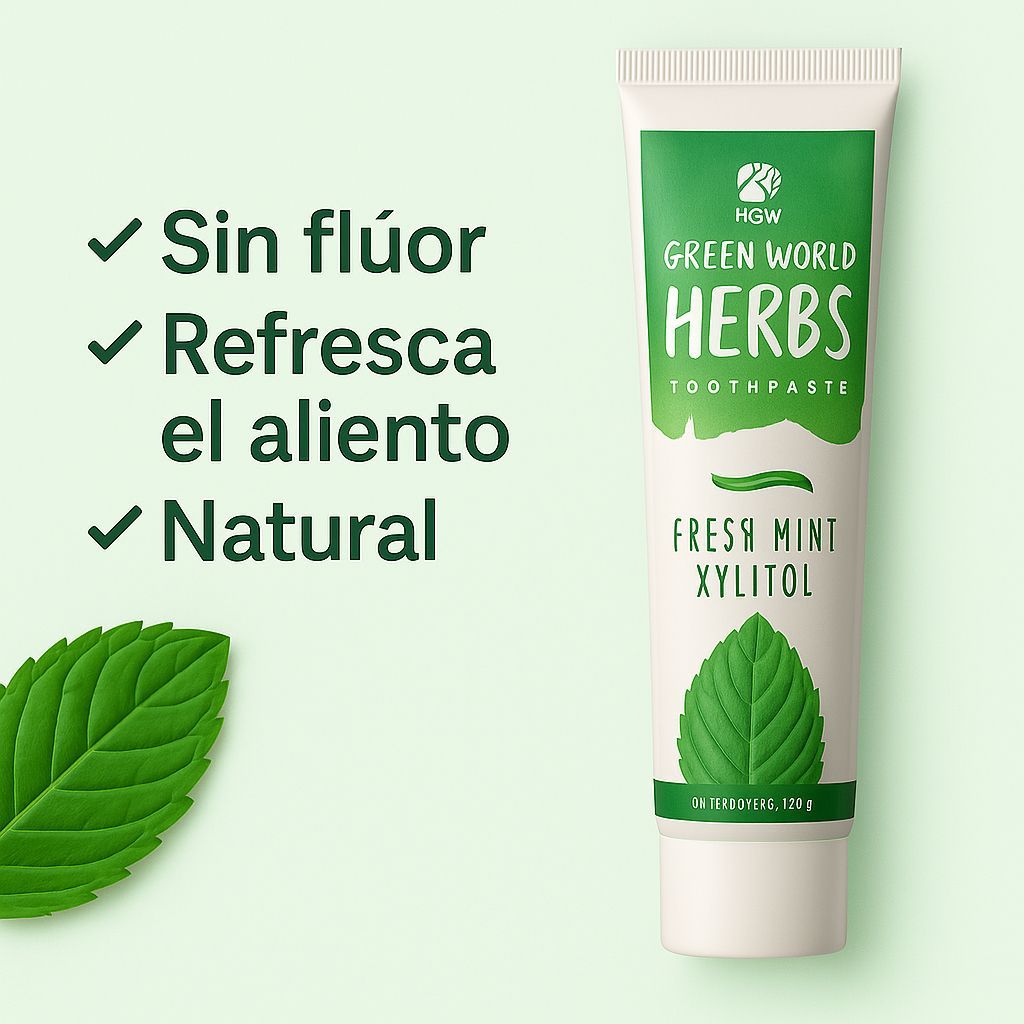 Sin flúor
Refresca
el aliento
Natural
HGW
GREEN WORLD
HERBS
TOOTHPASTE
FRESH MINT
XYLITOL
ON TERDOYERG, 120 g